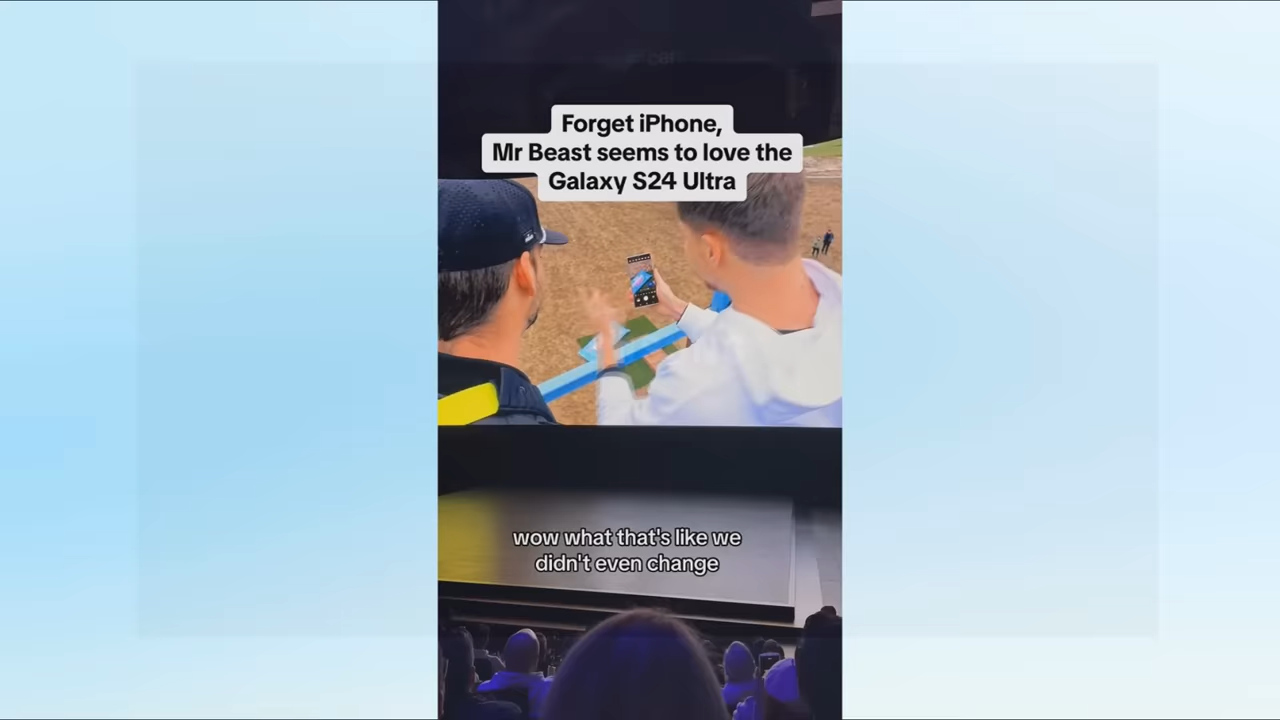 Forget iPhone,
Mr Beast seems to love the
Galaxy S24 Ultra
wow what that's like we
didn't even change